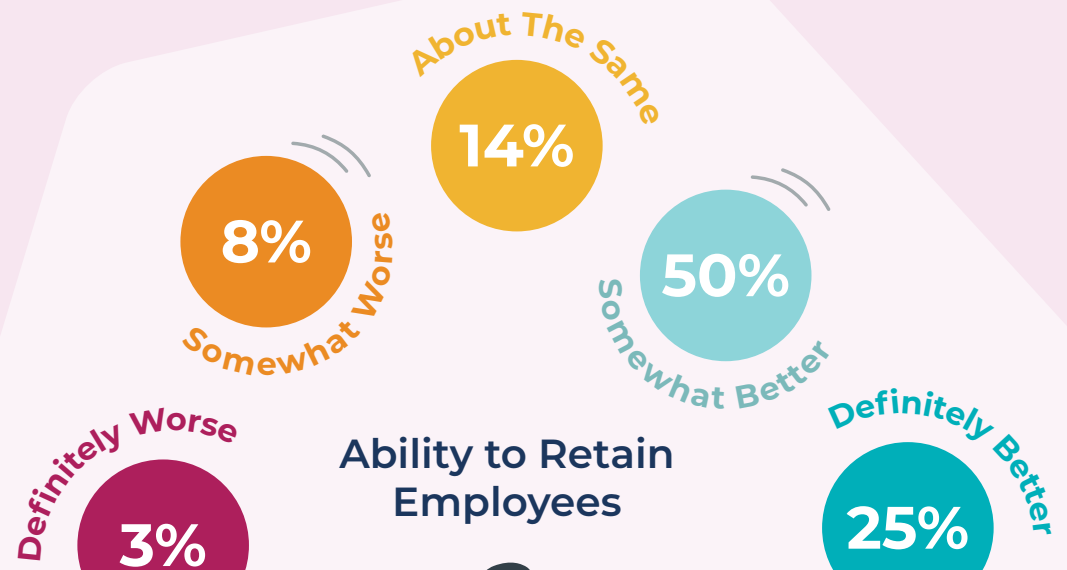 About The Same
14%
8%
Somewhat Worse
50%
Somewhat Better
Definitely Worse
3%
Ability to Retain
Employees
Definitely Better
25%